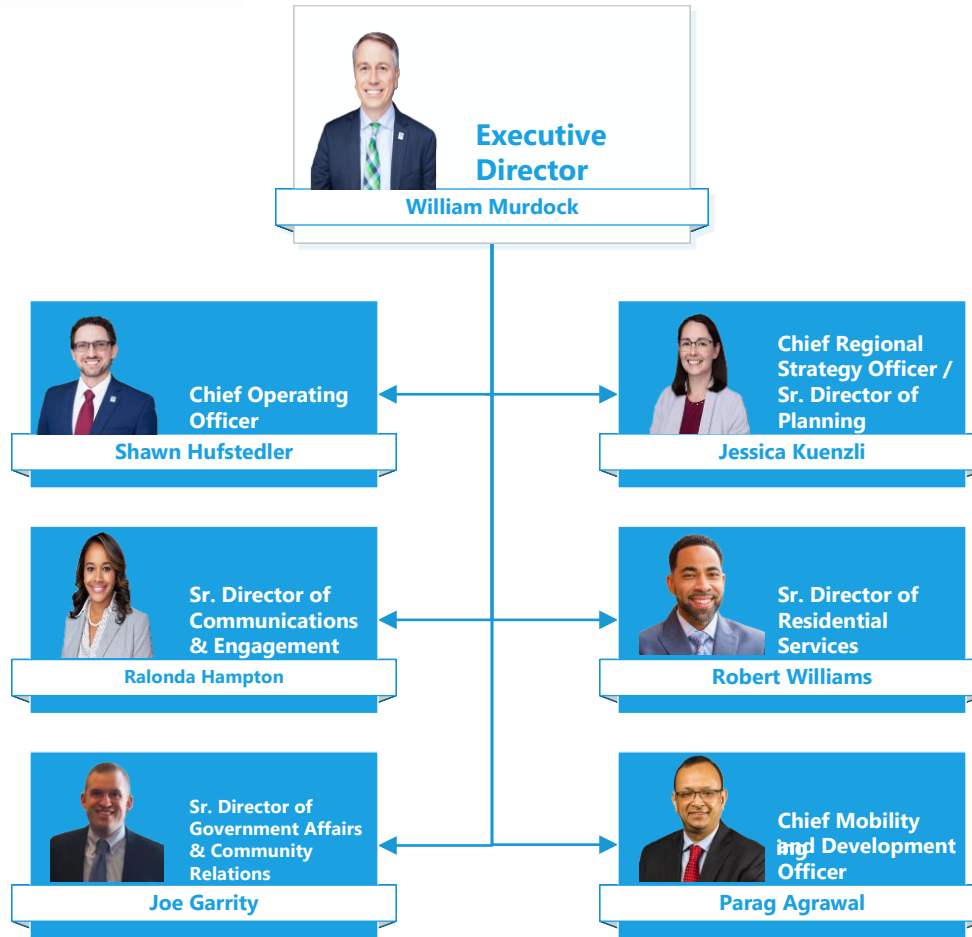 Executive
Director
William Murdock
Chief Operating
Officer
Shawn Hufstedler
Chief Regional
Strategy Officer /
Sr. Director of
Planning
Jessica Kuenzli
Sr. Director of
Communications
& Engagement
Ralonda Hampton
Sr. Director of
Residential
Services
Robert Williams
Sr. Director of
Government Affairs
& Community
Relations
Joe Garrity
Chief Mobility
and Development
ing
Officer
Parag Agrawal